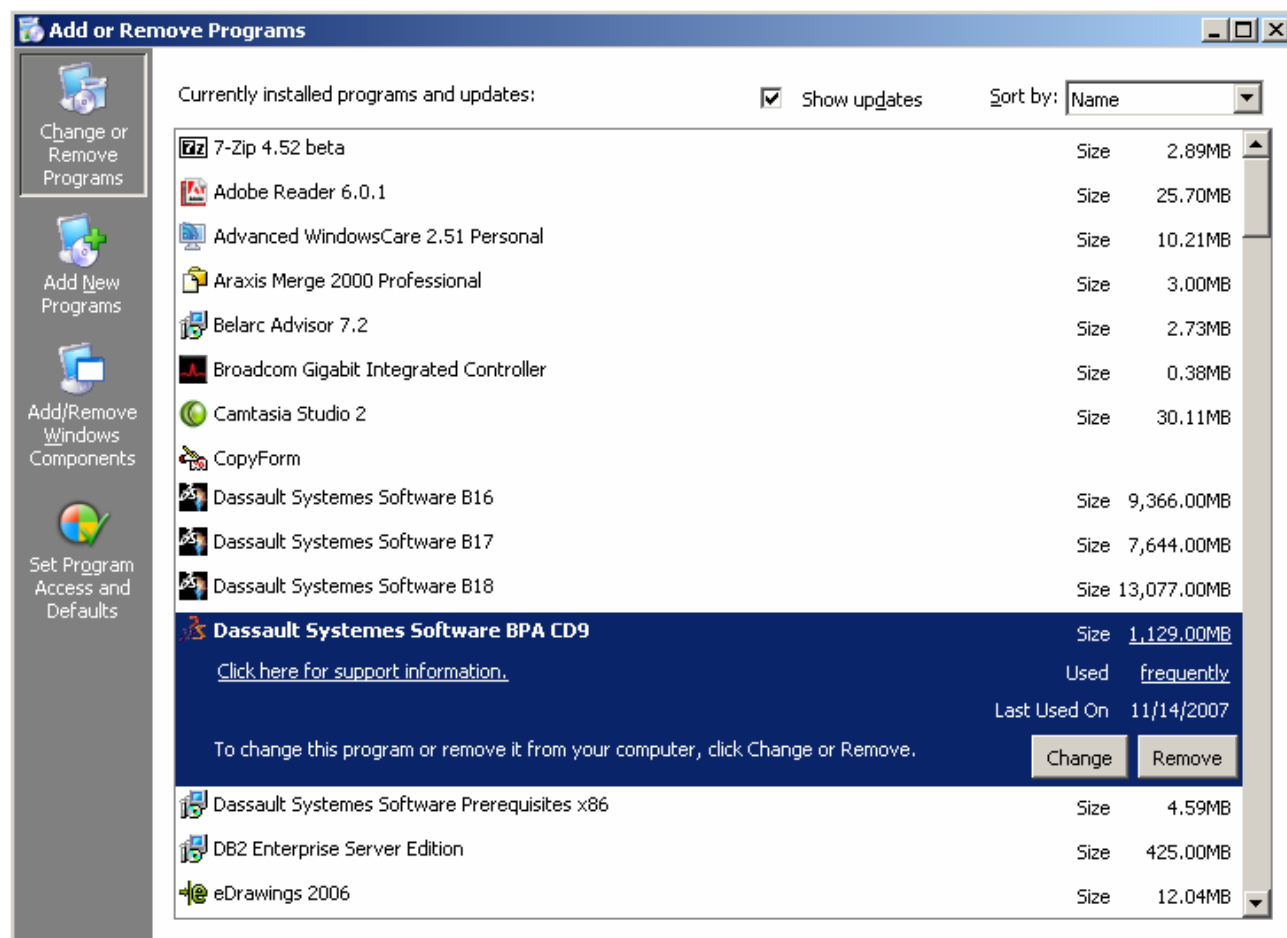 Add or Remove Programs
Change or
Remove
Programs
Add New
Programs
Add/Remove
Windows
Components
Set Program
Access and
Defaults
Currently installed programs and updates:
Show updates
Sort by: Name
7-Zip 4.52 beta Size 2.89MB
Adobe Reader 6.0.1 Size 25.70MB
Advanced WindowsCare 2.51 Personal Size 10.21MB
Araxis Merge 2000 Professional Size 3.00MB
Belarc Advisor 7.2 Size 2.73MB
Broadcom Gigabit Integrated Controller Size 0.38MB
Camtasia Studio 2 Size 30.11MB
CopyForm
Dassault Systemes Software B16 Size 9,366.00MB
Dassault Systemes Software B17 Size 7,644.00MB
Dassault Systemes Software B18 Size 13,077.00MB
Dassault Systemes Software BPA CD9 Size 1,129.00MB
Click here for support information. Used frequently
Last Used On 11/14/2007
To change this program or remove it from your computer, click Change or Remove. Change Remove
Dassault Systemes Software Prerequisites x86 Size 4.59MB
DB2 Enterprise Server Edition Size 425.00MB
eDrawings 2006 Size 12.04MB